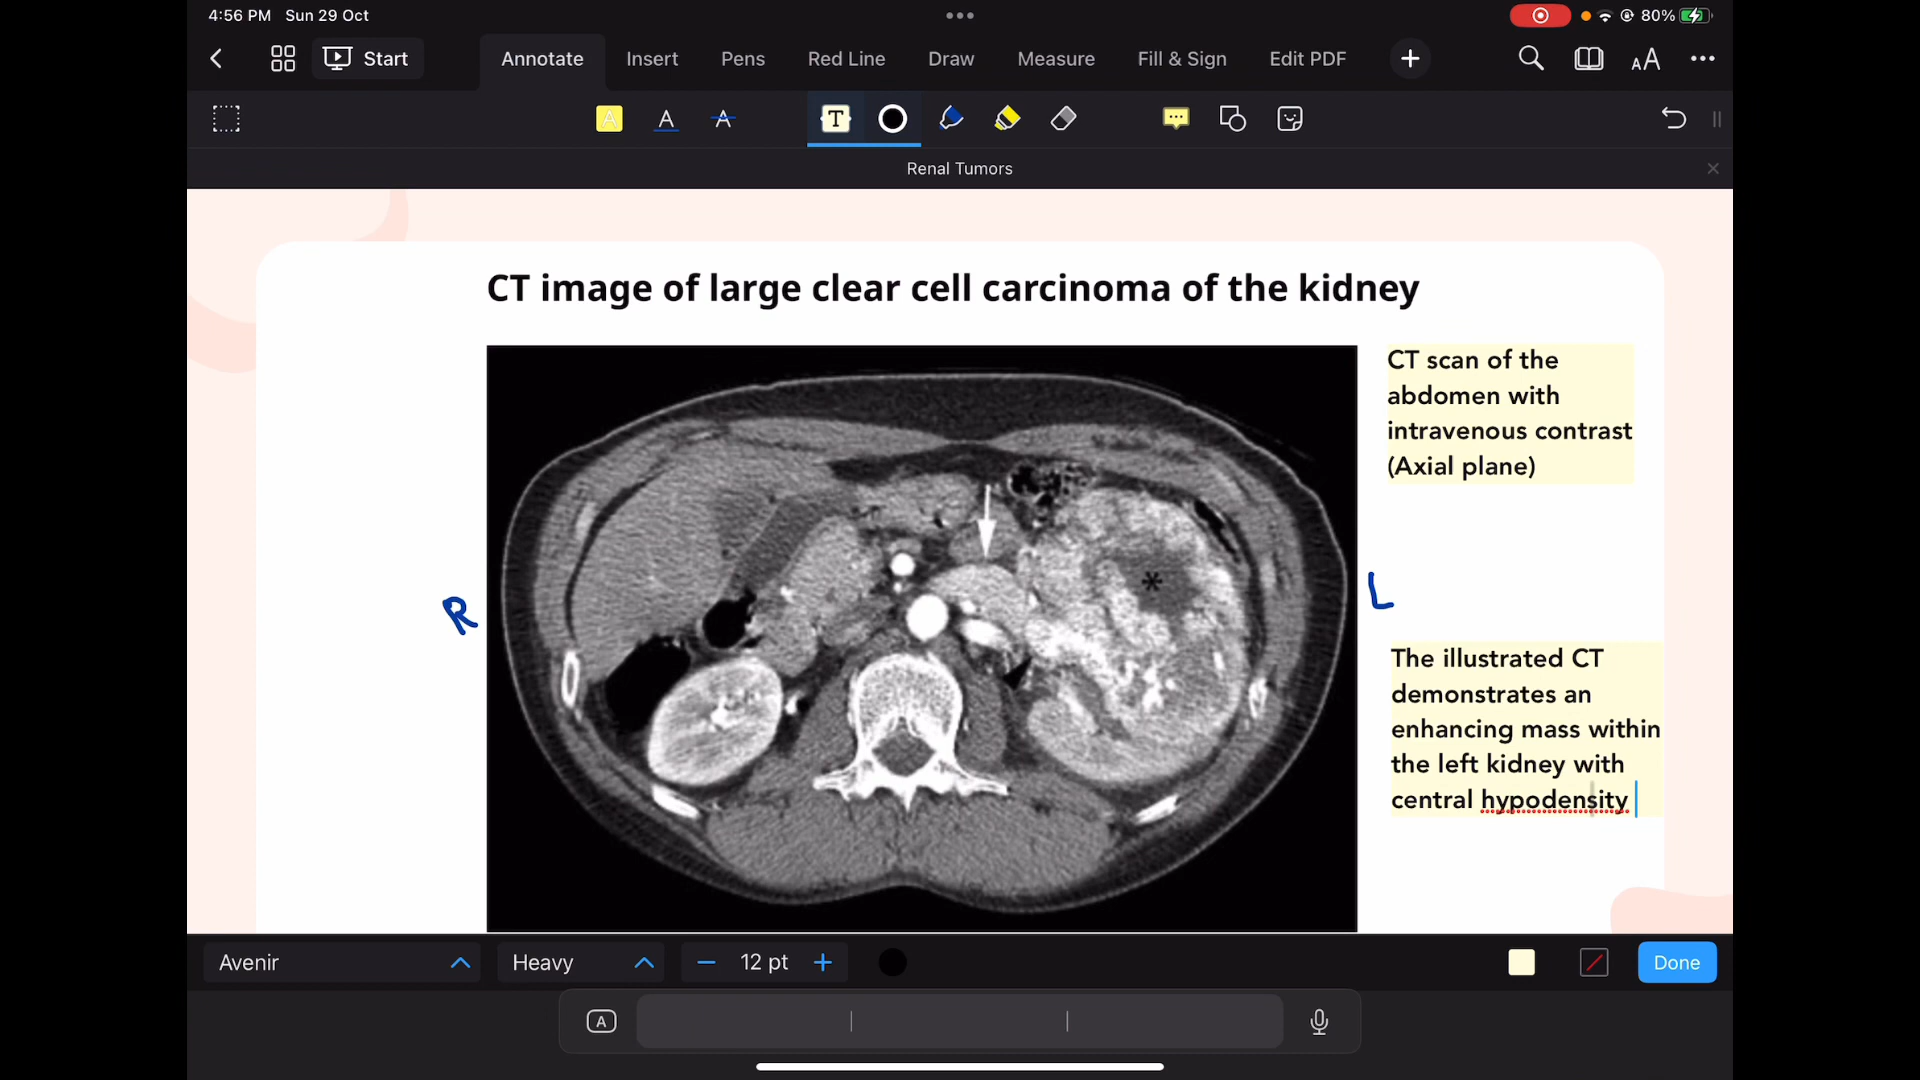 4:56 PM Sun 29 Oct
80%
Start
Annotate
Insert
Pens
Red Line
Draw
Measure
Fill & Sign
Edit PDF
AA
A
A
A
T
Renal Tumors
CT image of large clear cell carcinoma of the kidney
CT scan of the
abdomen with
intravenous contrast
(Axial plane)
*
R
L
The illustrated CT
demonstrates an
enhancing mass within
the left kidney with
central hypodensity
Avenir
Heavy
12 pt
Done
A